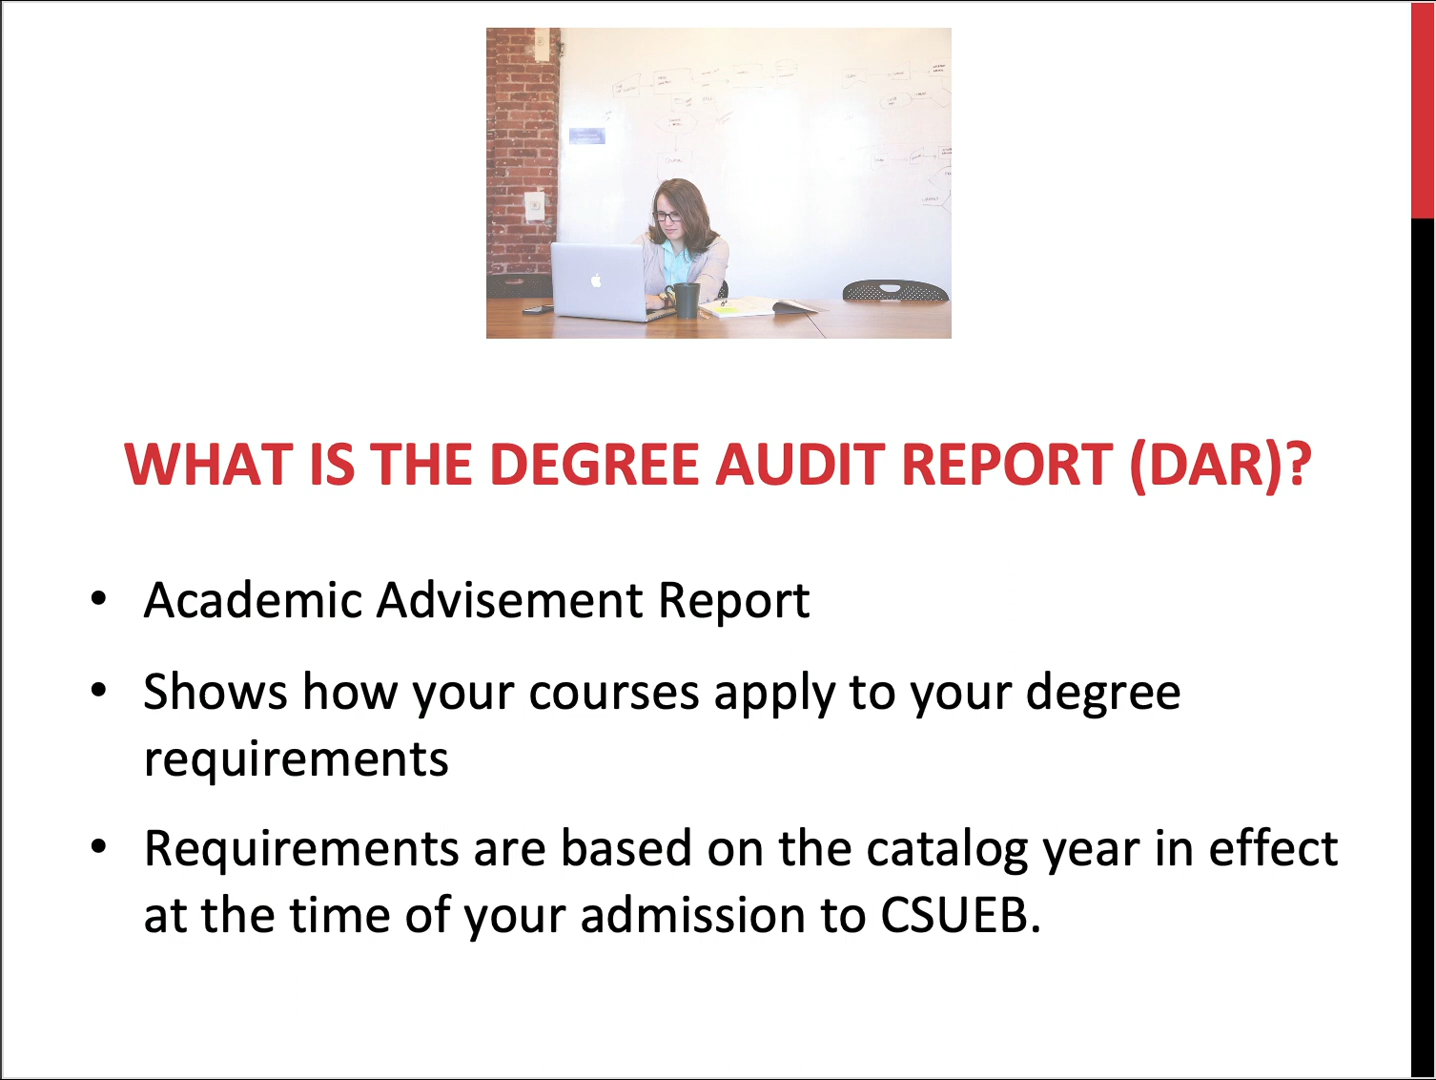 WHAT IS THE DEGREE AUDIT REPORT (DAR)?
• Academic Advisement Report
• Shows how your courses apply to your degree
requirements
• Requirements are based on the catalog year in effect
at the time of your admission to CSUEB.